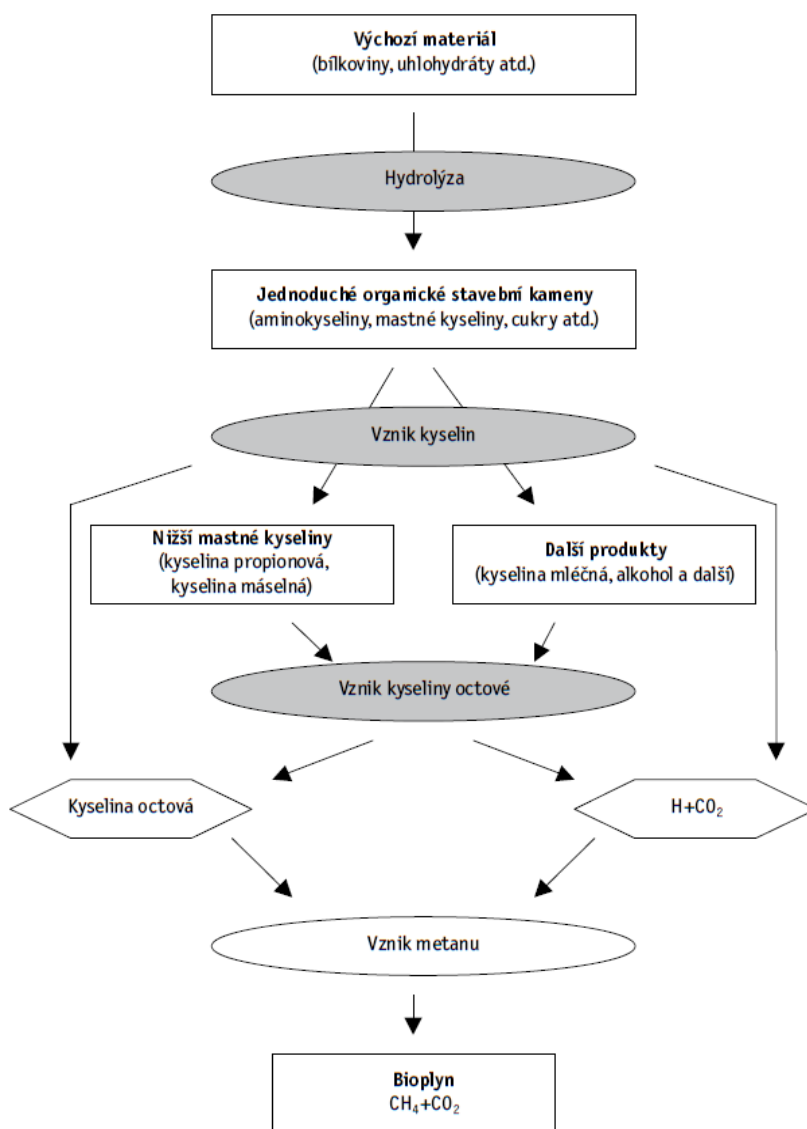 Výchozí materiál
(bílkoviny, uhlohydráty atd.)
Hydrolýza
Jednoduché organické stavební kameny
(aminokyseliny, mastné kyseliny, cukry atd.)
Vznik kyselin
Nižší mastné kyseliny
(kyselina propionová,
kyselina máselná)
Další produkty
(kyselina mléčná, alkohol a další)
Vznik kyseliny octové
Kyselina octová
H+CO₂
Vznik metanu
Bioplyn
CH₄+CO₂